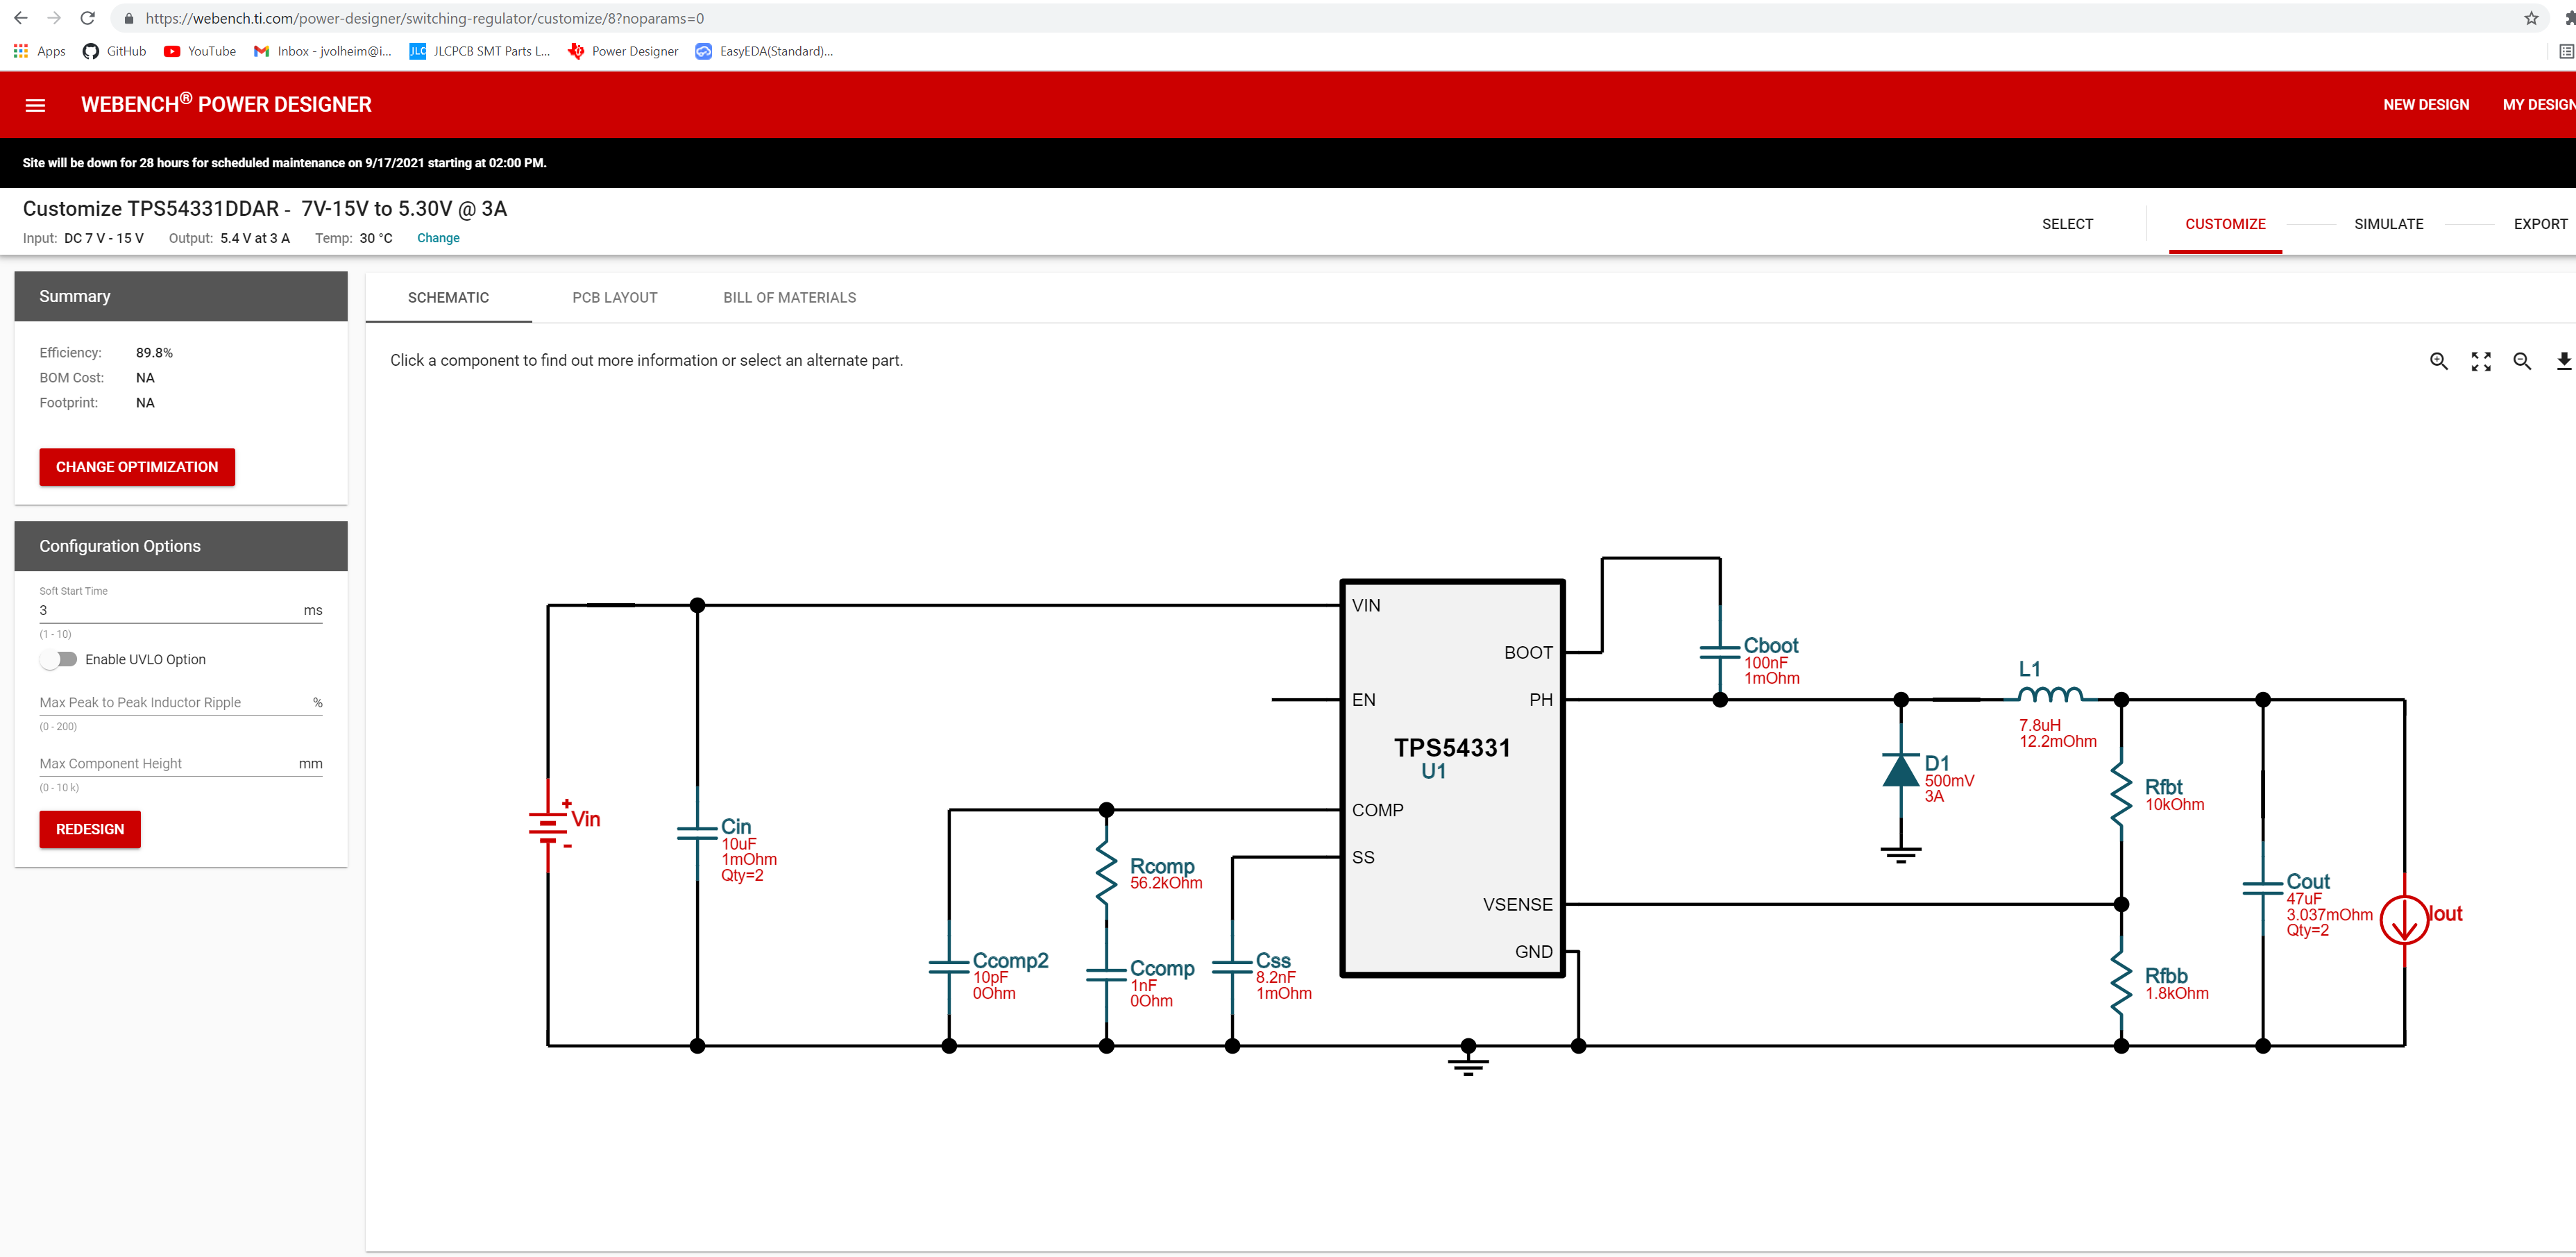 https://webench.ti.com/power-designer/switching-regulator/customize/8?noparams=0
Apps GitHub YouTube Inbox - jvolheim@i... JLCPCB SMT Parts L... Power Designer EasyEDA(Standard)...
WEBENCH® POWER DESIGNER NEW DESIGN MY DESIGN
Site will be down for 28 hours for scheduled maintenance on 9/17/2021 starting at 02:00 PM.
Customize TPS54331DDAR - 7V-15V to 5.30V @ 3A
Input: DC 7 V - 15 V Output: 5.4 V at 3 A Temp: 30 °C Change
SELECT CUSTOMIZE SIMULATE EXPORT
Summary
Efficiency: 89.8%
BOM Cost: NA
Footprint: NA
CHANGE OPTIMIZATION
Configuration Options
Soft Start Time
3 ms
(1 - 10)
Enable UVLO Option
Max Peak to Peak Inductor Ripple %
(0 - 200)
Max Component Height mm
(0 - 10 k)
REDESIGN
SCHEMATIC PCB LAYOUT BILL OF MATERIALS
Click a component to find out more information or select an alternate part.
+
Vin
-
Cin
10uF
1mOhm
Qty=2
Ccomp2
10pF
0Ohm
Rcomp
56.2kOhm
Ccomp
1nF
0Ohm
Css
8.2nF
1mOhm
VIN
BOOT
EN
PH
TPS54331
U1
COMP
SS
VSENSE
GND
Cboot
100nF
1mOhm
D1
500mV
3A
L1
7.8uH
12.2mOhm
Rfbt
10kOhm
Rfbb
1.8kOhm
Cout
47uF
3.037mOhm
Qty=2
Iout